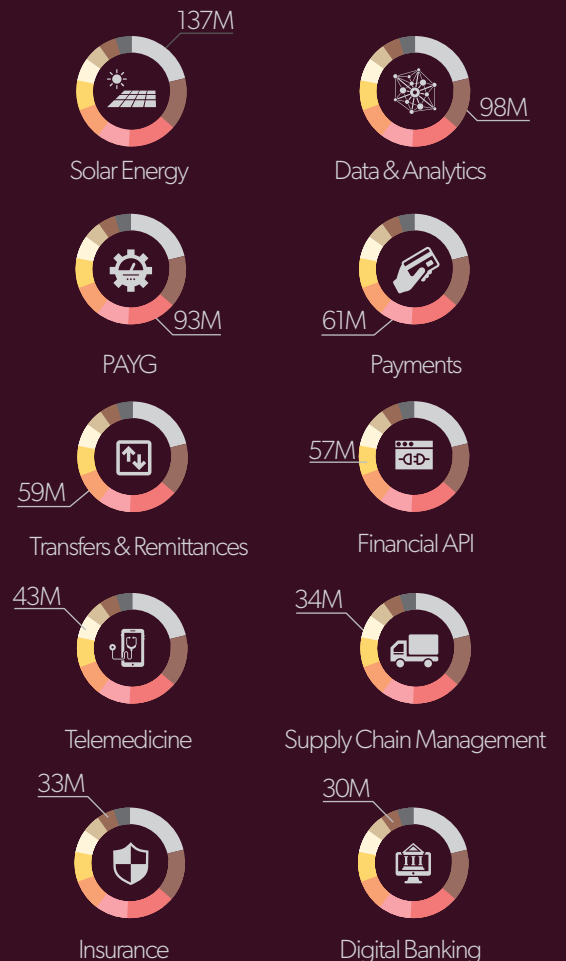 137M
Solar Energy
98M
Data & Analytics
93M
PAYG
61M
Payments
59M
Transfers & Remittances
57M
Financial API
43M
Telemedicine
34M
Supply Chain Management
33M
Insurance
30M
Digital Banking